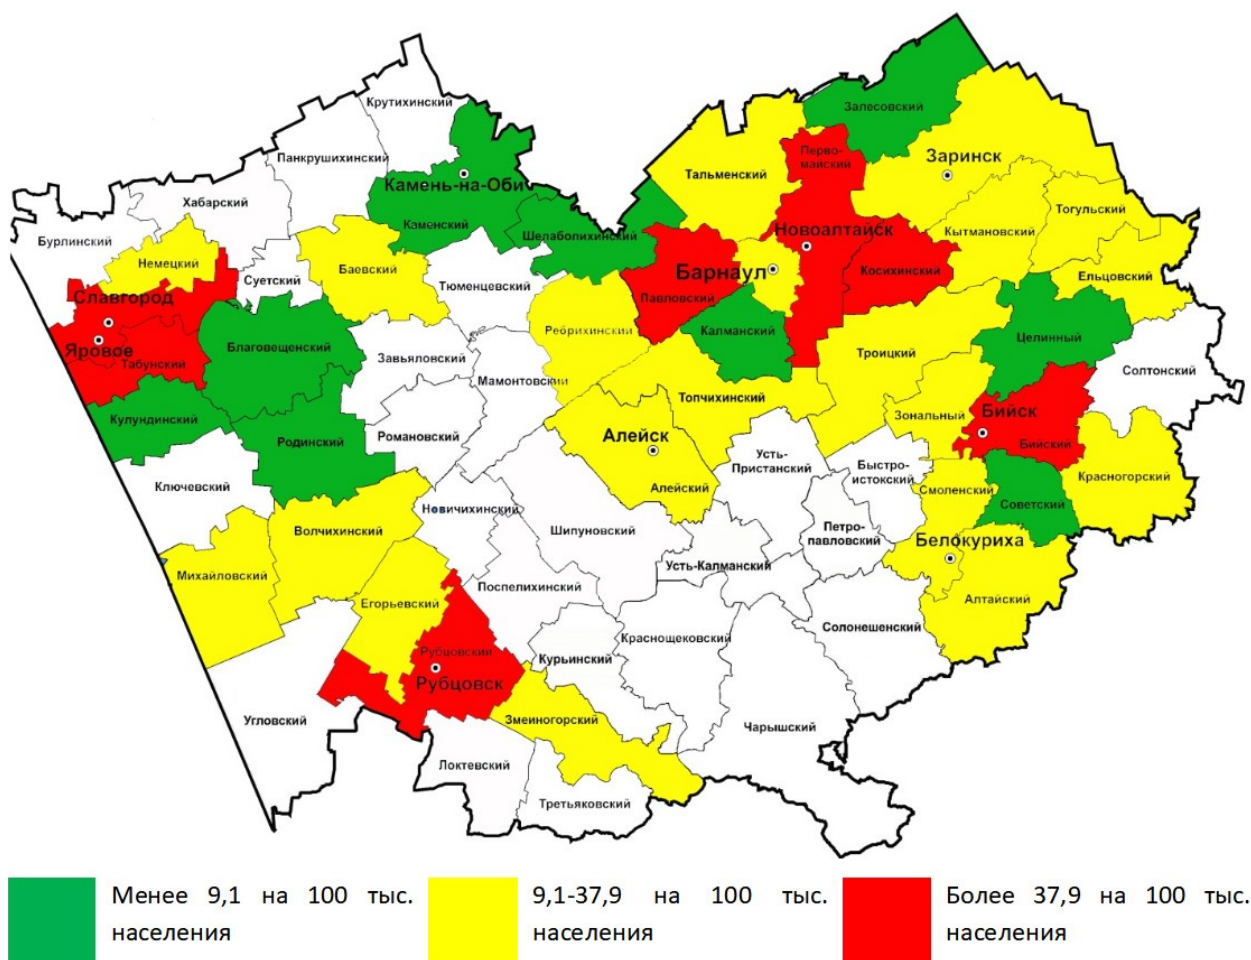 Крутихинский
Залесовский
Панкрушихинский
Перво-
майский
Заринск
Тальменский
Камень-на-Оби
Хабарский
Тогульский
Каменский
Шелаболихинский
Новоалтайск
Кытмановский
Бурлинский
Немецкий
Баевский
Суетский
Барнаул
Косихинский
Ельцовский
Тюменцевский
Славгород
Павловский
Ребрихинский
Калманский
Целинный
Яровое
Табунский
Благовещенский
Завьяловский
Троицкий
Солтонский
Мамонтовский
Топчихинский
Кулундинский
Родинский
Романовский
Алейск
Зональный
Бийск
Бийский
Усть-
Пристанский
Быстро-
истокский
Ключевский
Алейский
Смоленский
Красногорский
Советский
Новичихинский
Волчихинский
Шипуновский
Петро-
павловский
Белокуриха
Усть-Калманский
Михайловский
Поспелихинский
Егорьевский
Алтайский
Солонешенский
Краснощековский
Рубцовский
Курьинский
Рубцовск
Угловский
Змеиногорский
Чарышский
Локтевский
Третьяковский
Менее 9,1 на 100 тыс.
населения
9,1-37,9 на 100 тыс.
населения
Более 37,9 на 100 тыс.
населения